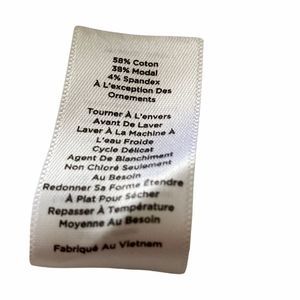 58% Coton
38% Modal
4% Spandex
À L'exception Des
Ornements
Tourner À L'envers
Avant De Laver
Laver À La Machine À
L'eau Froide
Cycle Délicat
Agent De Blanchiment
Non Chloré Seulement
Au Besoin
Redonner Sa Forme Étendre
À Plat Pour Sécher
Repasser À Température
Moyenne Au Besoin
Fabriqué Au Vietnam